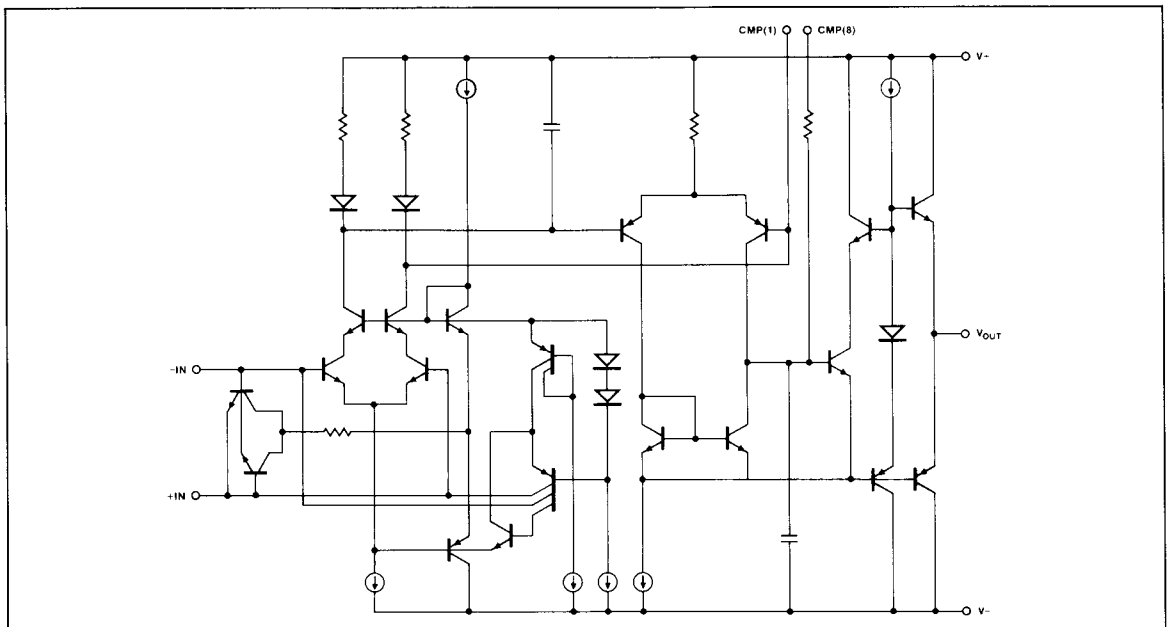 CMP(1) CMP(8)
V+
-IN
VOUT
+IN
V-